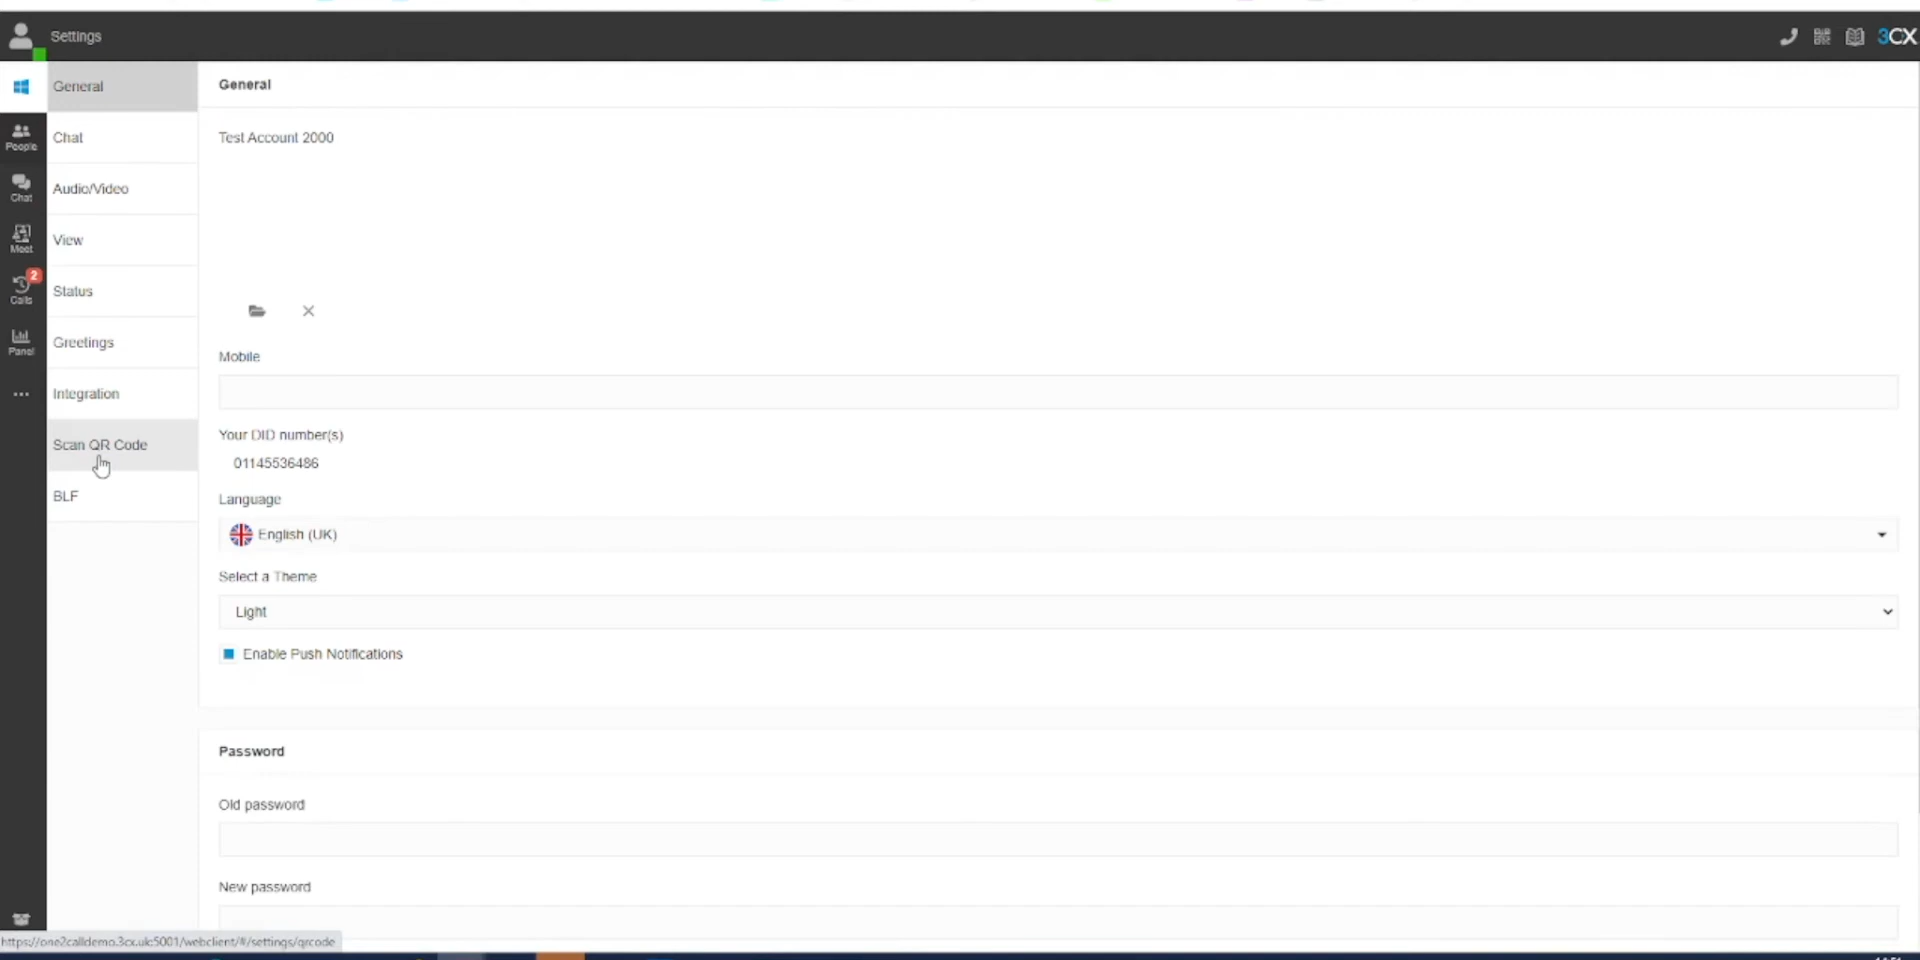 Settings
3CX
General
Chat
Audio/Video
View
Status
Greetings
Integration
Scan QR Code
BLF
People
Chat
Meet
2
Calls
Panel
General
Test Account 2000
Mobile
Your DID number(s)
01145536486
Language
English (UK)
Select a Theme
Light
Enable Push Notifications
Password
Old password
New password
https://one2calldemo.3cx.uk:5001/webclient/#/settings/qrcode